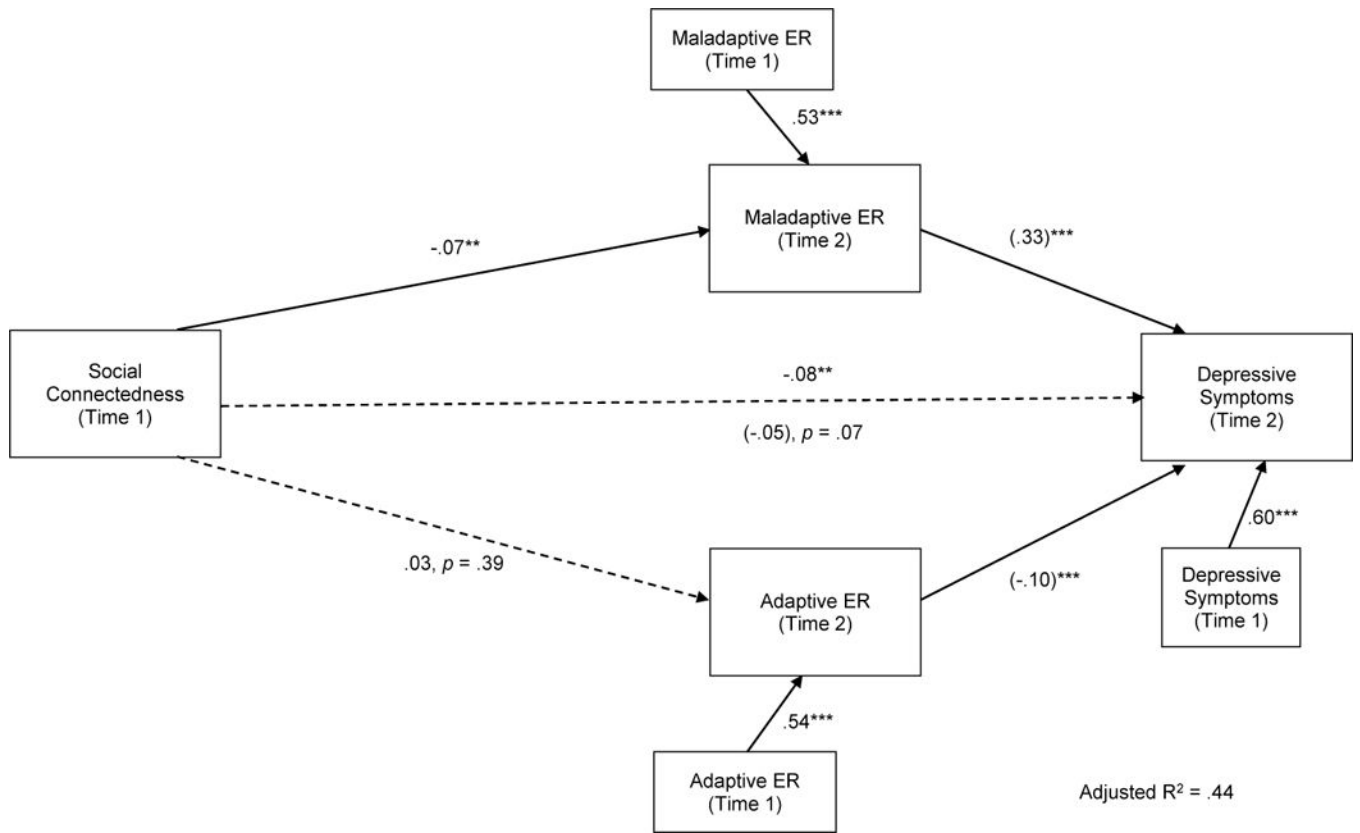 Maladaptive ER
(Time 1)
.53***
Maladaptive ER
(Time 2)
-.07**
(.33)***
Social
Connectedness
(Time 1)
-.08**
(-.05), p = .07
Depressive
Symptoms
(Time 2)
.03, p = .39
Adaptive ER
(Time 2)
(-.10)***
.60***
Depressive
Symptoms
(Time 1)
.54***
Adaptive ER
(Time 1)
Adjusted R² = .44